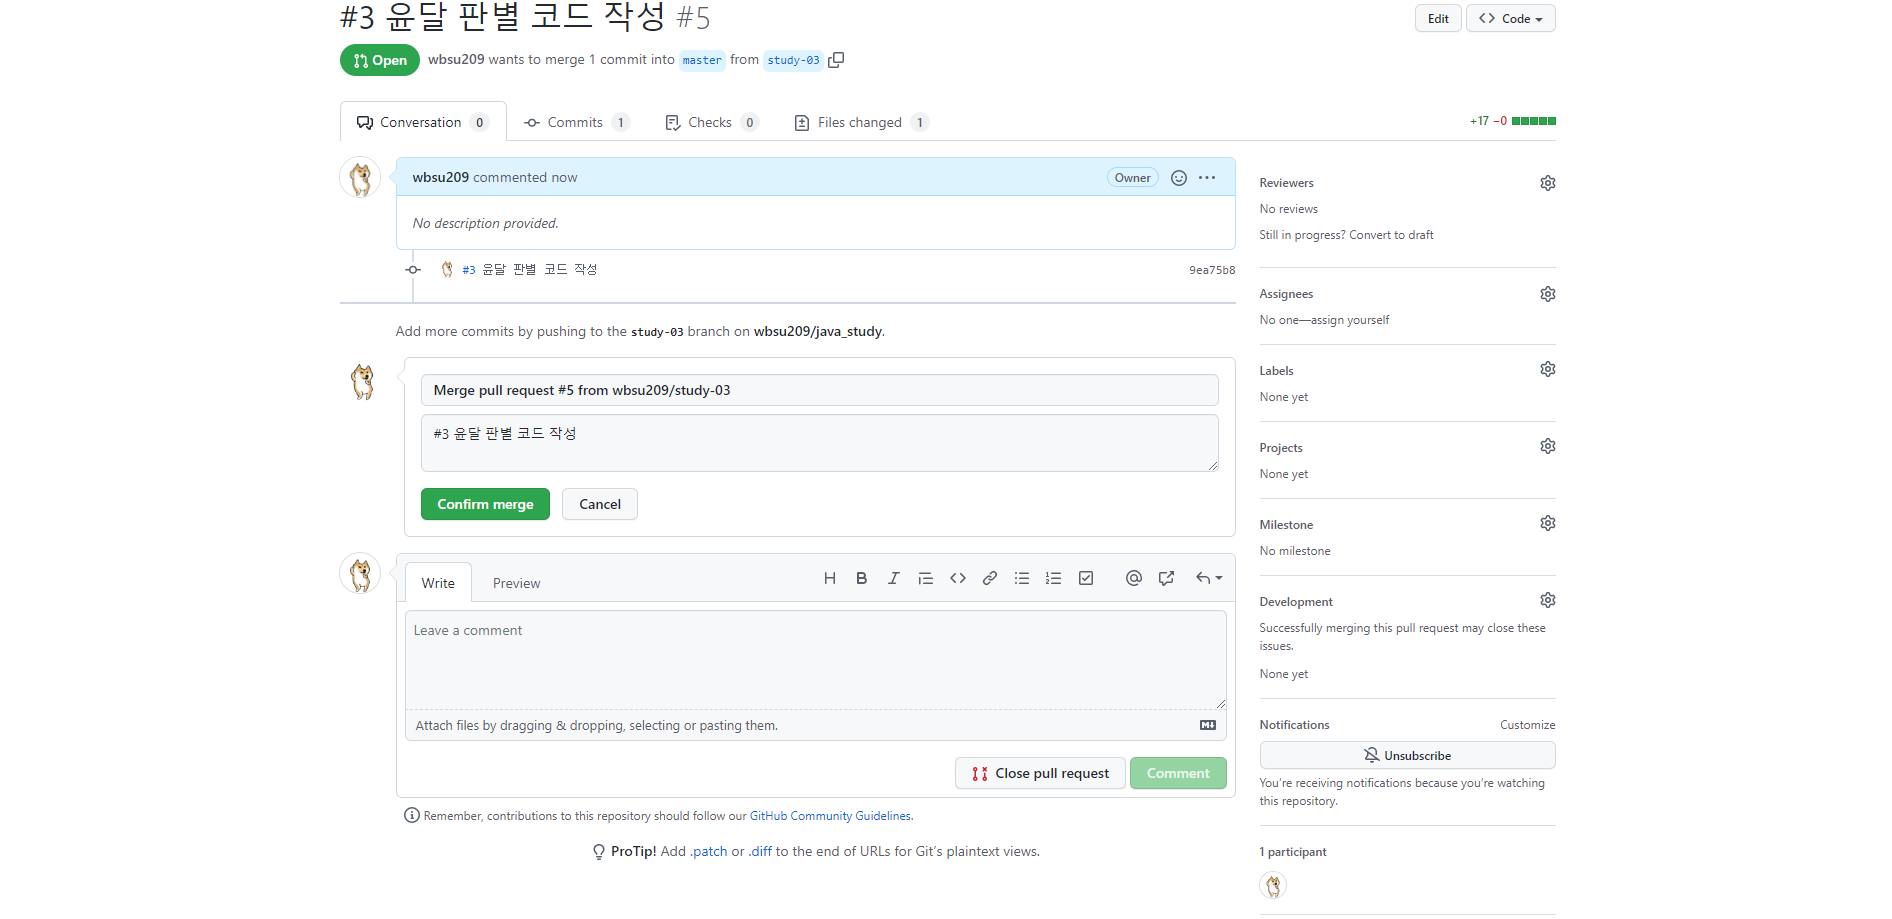 #3 윤달 판별 코드 작성 #5
Edit
Code
Open
wbsu209 wants to merge 1 commit into master from study-03
Conversation 0
Commits 1
Checks 0
Files changed 1
+17 −0
wbsu209 commented now
Owner
No description provided.
#3 윤달 판별 코드 작성
9ea75b8
Add more commits by pushing to the study-03 branch on wbsu209/java_study.
Merge pull request #5 from wbsu209/study-03
#3 윤달 판별 코드 작성
Confirm merge
Cancel
Write
Preview
Leave a comment
Attach files by dragging & dropping, selecting or pasting them.
Close pull request
Comment
Remember, contributions to this repository should follow our GitHub Community Guidelines.
ProTip! Add .patch or .diff to the end of URLs for Git's plaintext views.
Reviewers
No reviews
Still in progress? Convert to draft
Assignees
No one—assign yourself
Labels
None yet
Projects
None yet
Milestone
No milestone
Development
Successfully merging this pull request may close these
issues.
None yet
Notifications
Customize
Unsubscribe
You're receiving notifications because you're watching
this repository.
1 participant